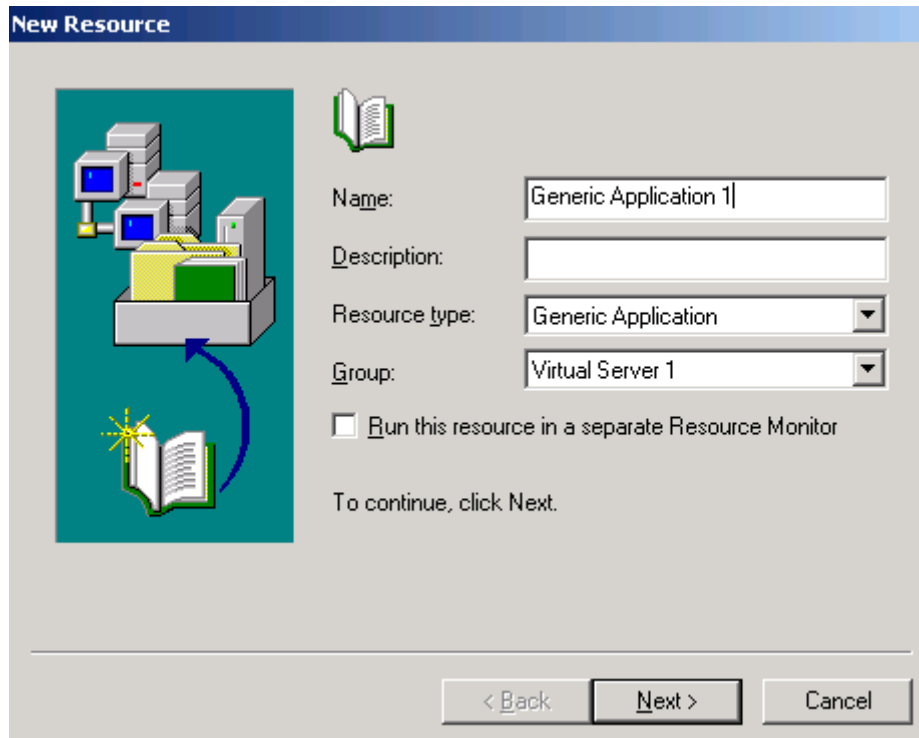 New Resource
Name: Generic Application 1
Description:
Resource type: Generic Application
Group: Virtual Server 1
Run this resource in a separate Resource Monitor
To continue, click Next.
< Back Next > Cancel